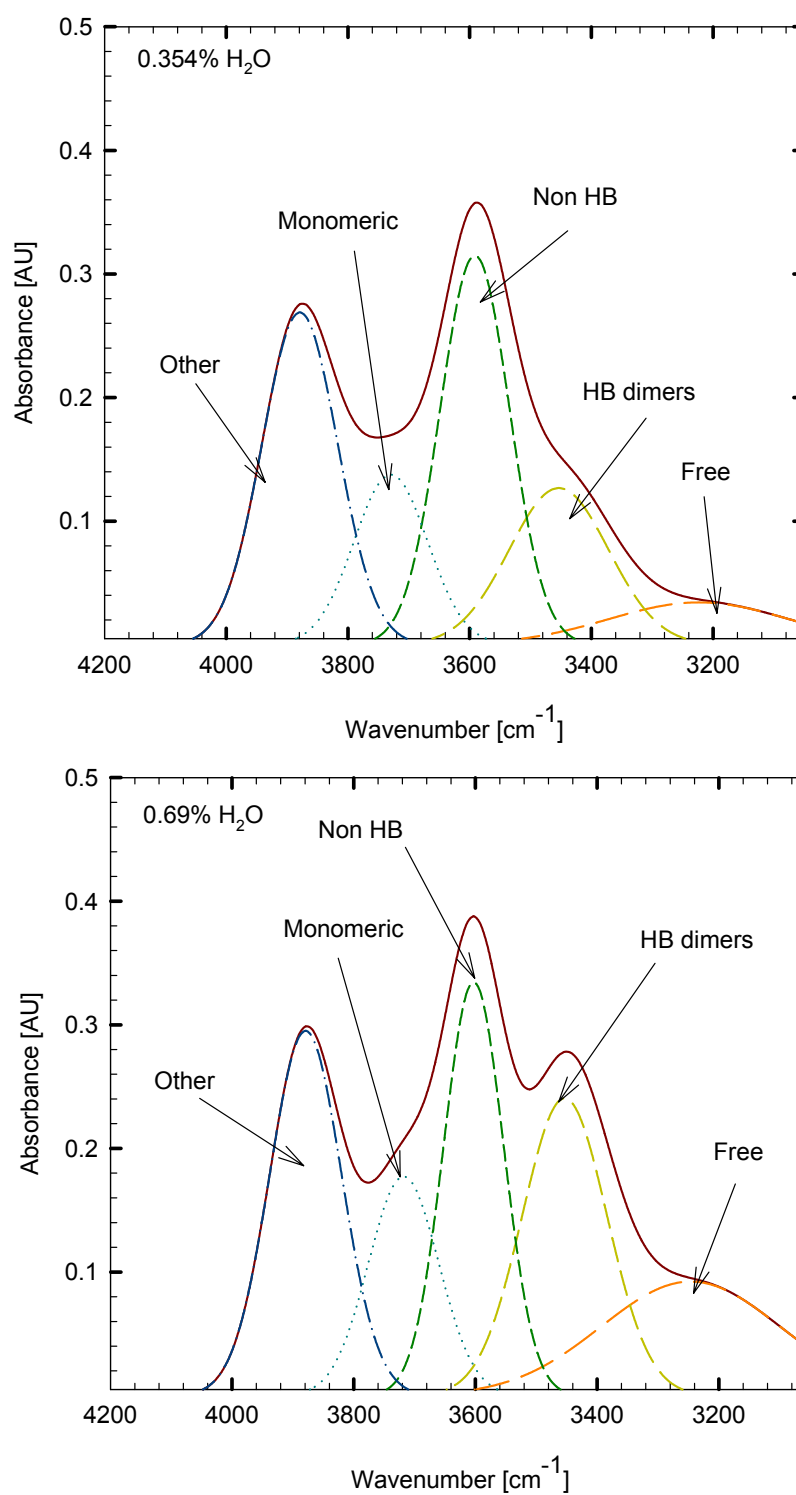 0.5
0.354% H₂O
0.4
Non HB
Monomeric
0.3
Absorbance [AU]
Other
0.2
HB dimers
Free
0.1
4200 4000 3800 3600 3400 3200
Wavenumber [cm⁻¹]
0.5
0.69% H₂O
Non HB
0.4
Monomeric
HB dimers
0.3
Absorbance [AU]
Other
0.2
Free
0.1
4200 4000 3800 3600 3400 3200
Wavenumber [cm⁻¹]